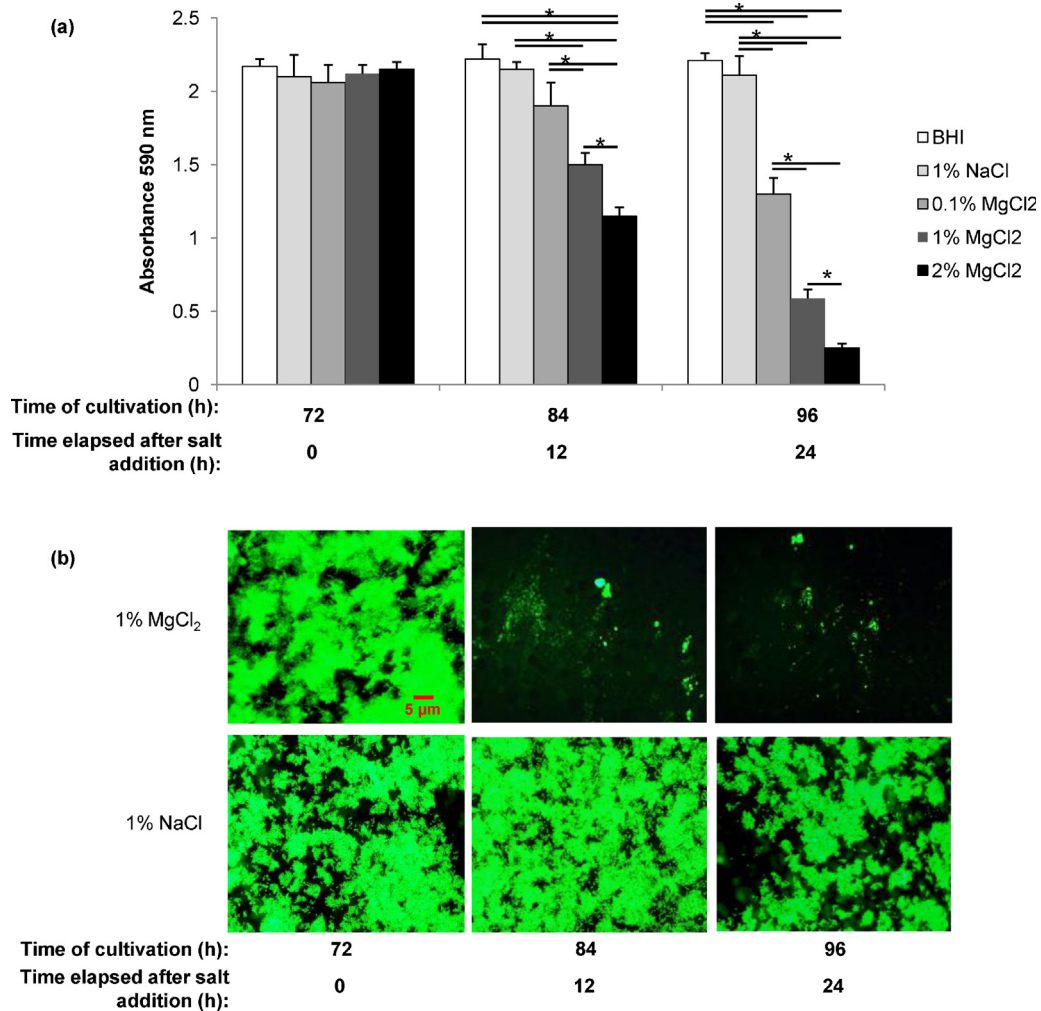 (a)
2.5
2
1.5
1
0.5
0
Absorbance 590 nm
* * * * * * * * *
BHI
1% NaCl
0.1% MgCl2
1% MgCl2
2% MgCl2
Time of cultivation (h): 72 84 96
Time elapsed after salt
addition (h): 0 12 24
(b)
1% MgCl₂
5 µm
1% NaCl
Time of cultivation (h): 72 84 96
Time elapsed after salt
addition (h): 0 12 24